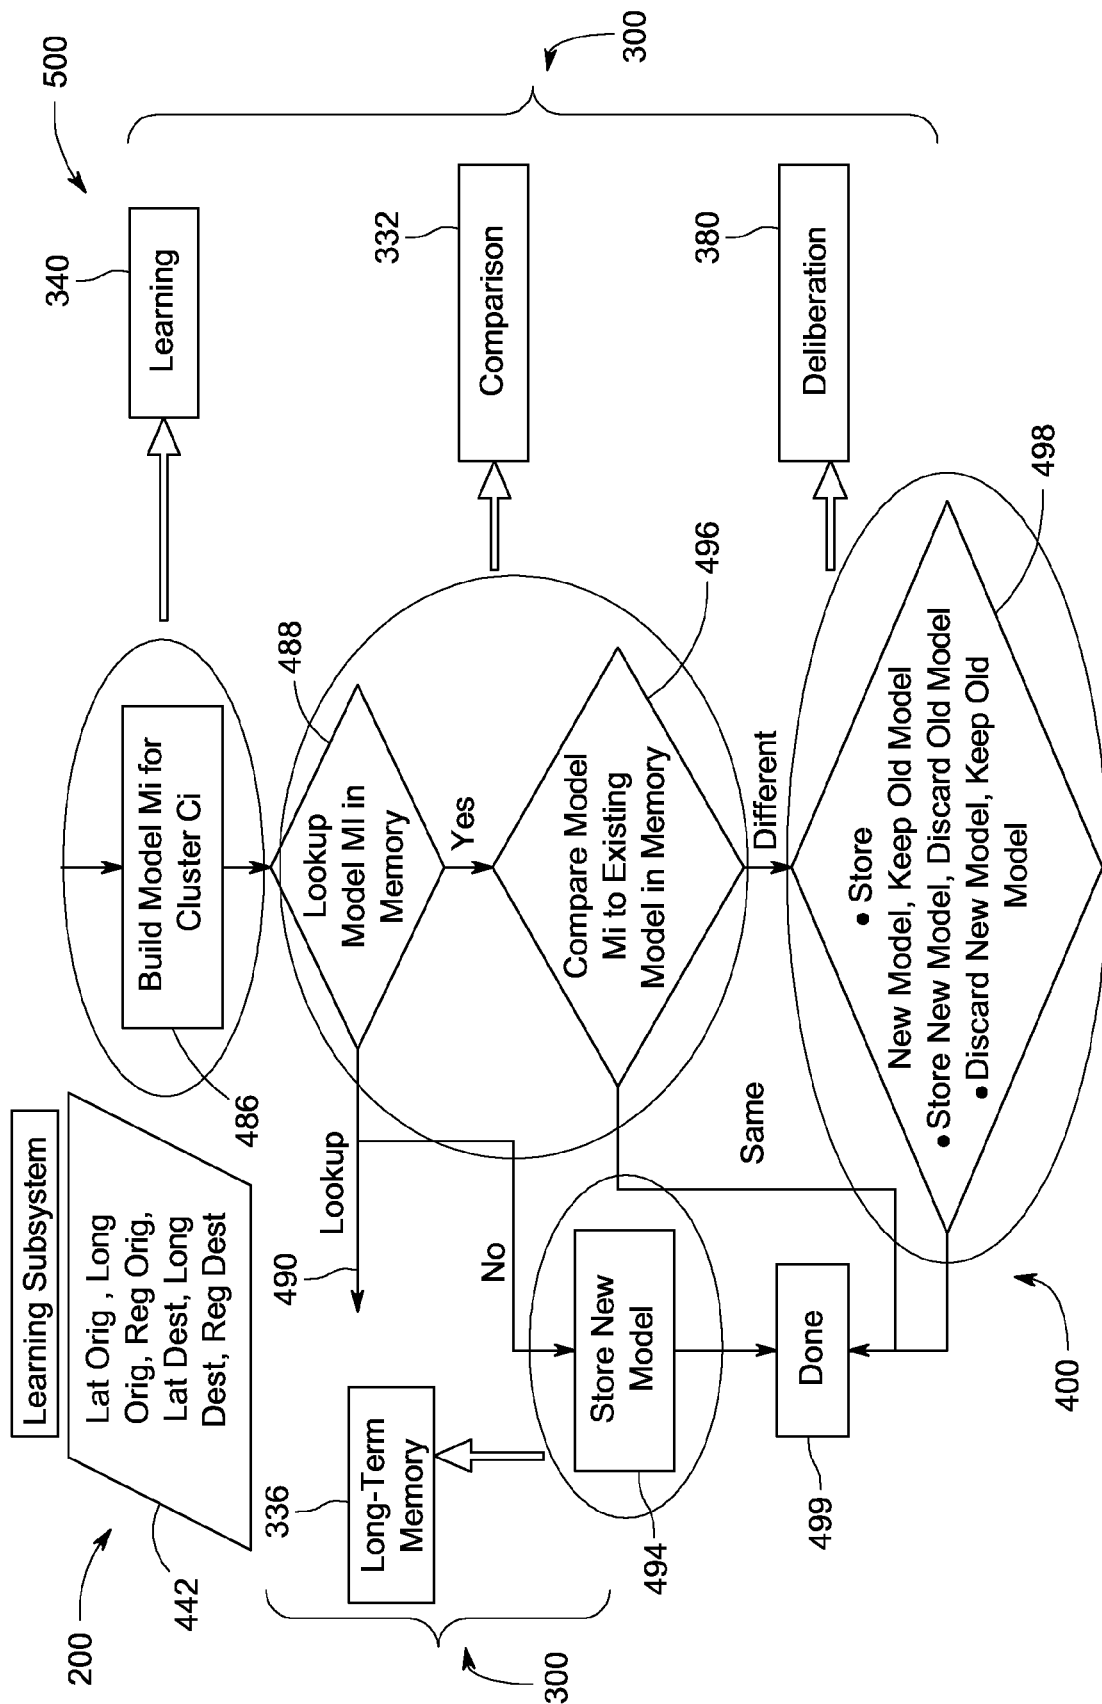 Learning Subsystem
200
Lat Orig , Long
Orig, Reg Orig,
Lat Dest, Long
Dest, Reg Dest
442
500
340
Learning
Build Model Mi for
Cluster Ci
486
488
Lookup
Model MI in
Memory
Lookup
490
No
Yes
332
Comparison
300
336
Long-Term
Memory
300
496
Compare Model
Mi to Existing
Model in Memory
Same
Different
Store New
Model
494
380
Deliberation
Done
499
498
• Store
New Model, Keep Old Model
• Store New Model, Discard Old Model
• Discard New Model, Keep Old
Model
400